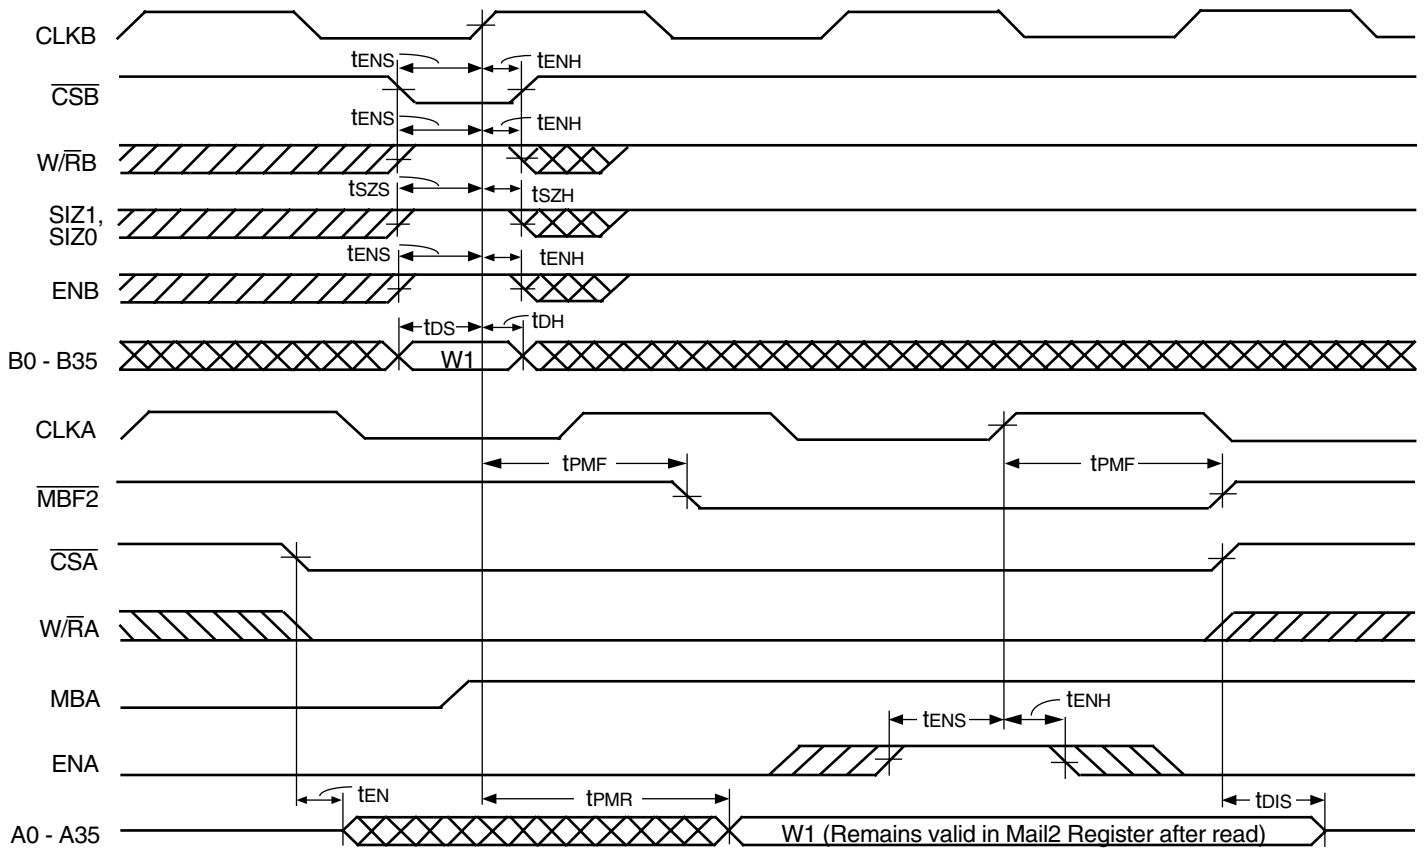 CLKB
tENS tENH
CSB
tENS tENH
W/RB
tSZS tSZH
SIZ1,
SIZ0
tENS tENH
ENB
tDS tDH
B0 - B35 W1
CLKA
tPMF tPMF
MBF2
CSA
W/RA
MBA
tENS tENH
ENA
tEN tPMR tDIS
A0 - A35 W1 (Remains valid in Mail2 Register after read)